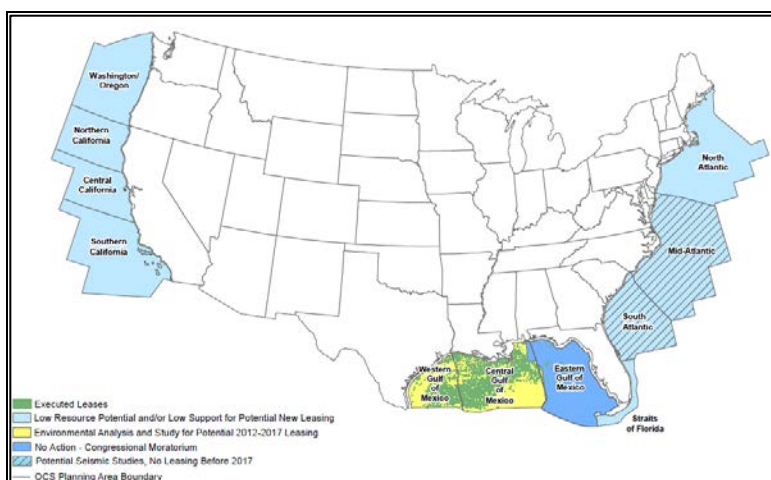 Washington/
Oregon
Northern
California
Central
California
Southern
California
North
Atlantic
Mid-Atlantic
South
Atlantic
Western
Gulf
of
Mexico
Central
Gulf
of
Mexico
Eastern
Gulf of
Mexico
Straits
of Florida
Executed Leases
Low Resource Potential and/or Low Support for Potential New Leasing
Environmental Analysis and Study for Potential 2012-2017 Leasing
No Action - Congressional Moratorium
Potential Seismic Studies, No Leasing Before 2017
OCS Planning Area Boundary